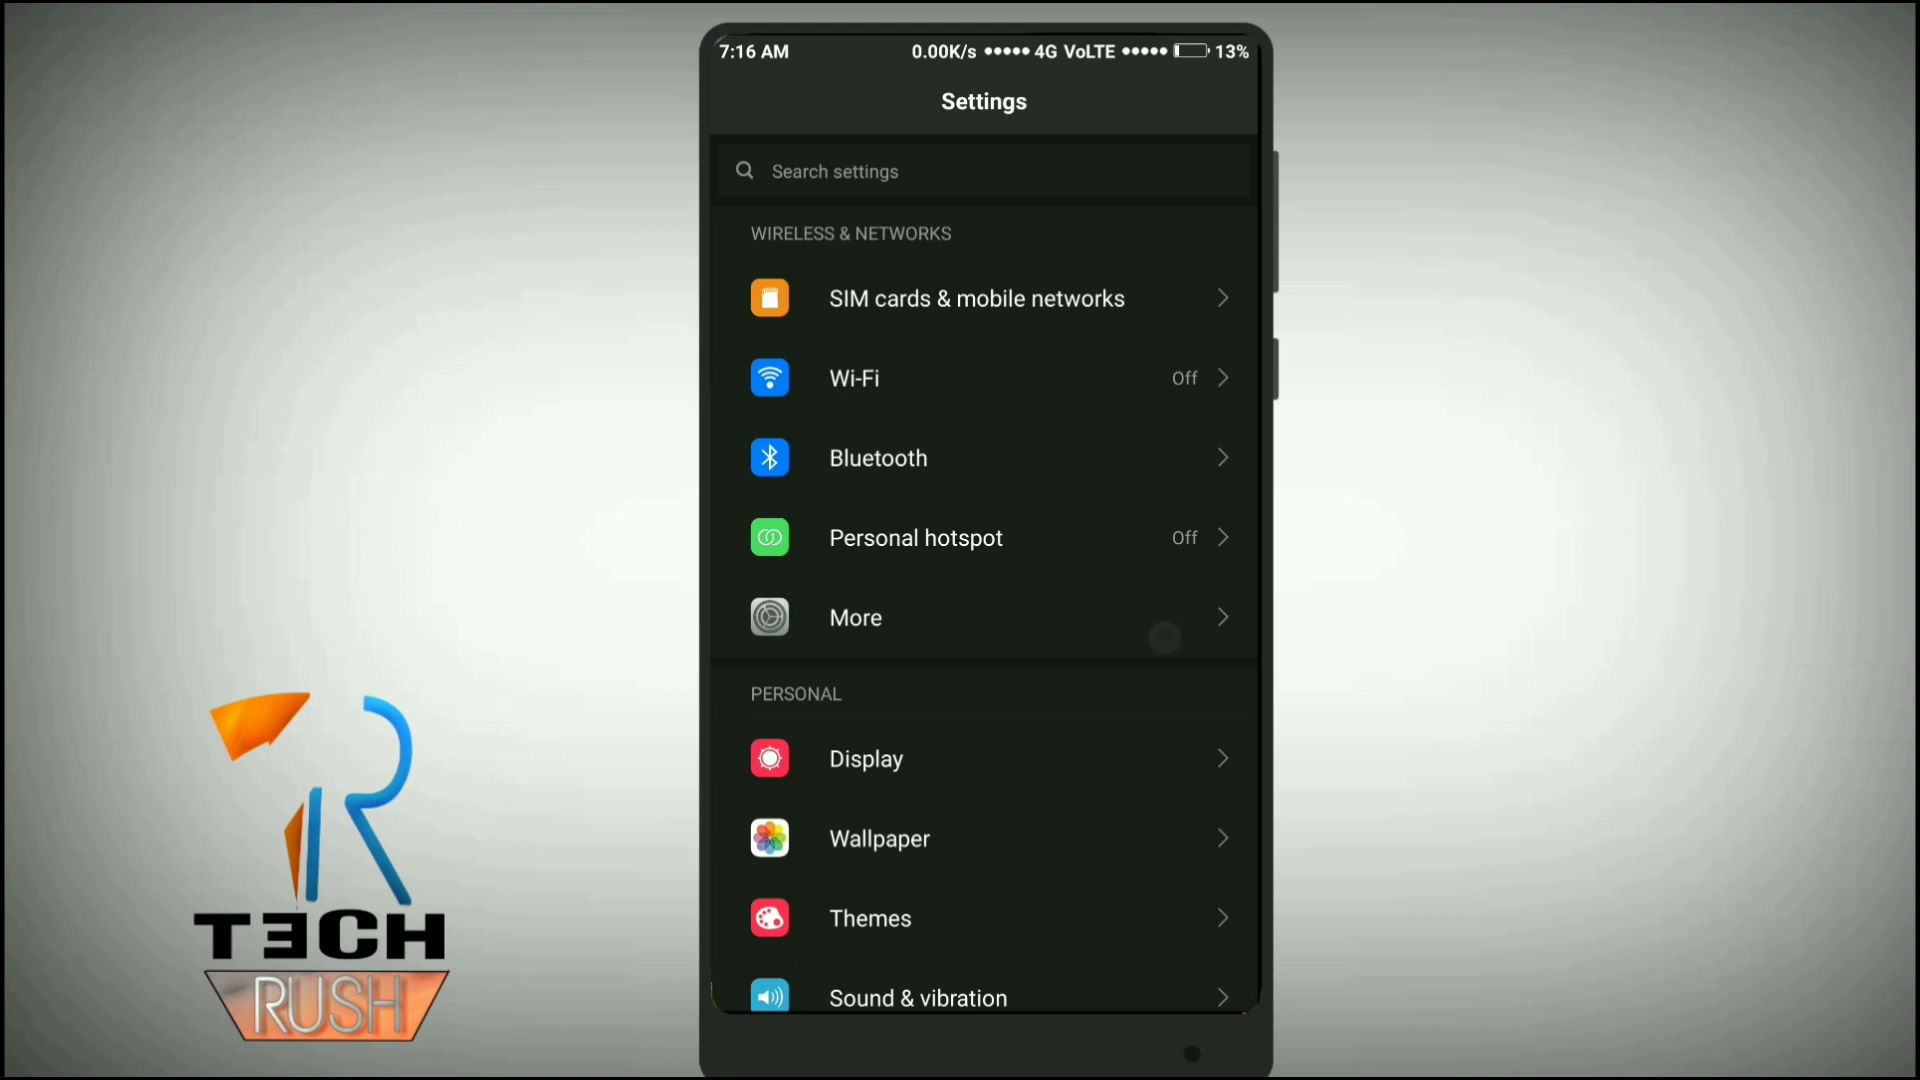 7:16 AM 0.00K/s 4G VoLTE 13%
Settings
Search settings
WIRELESS & NETWORKS
SIM cards & mobile networks
Wi-Fi Off
Bluetooth
Personal hotspot Off
More
PERSONAL
Display
Wallpaper
Themes
Sound & vibration
TR
TECH
RUSH